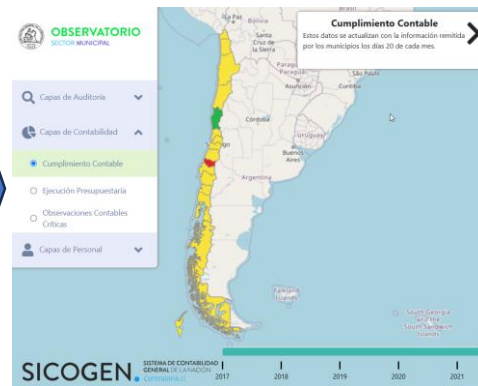 OBSERVATORIO
SECTOR MUNICIPAL
Capas de Auditoría
Capas de Contabilidad
Cumplimiento Contable
Ejecución Presupuestaria
Observaciones Contables
Críticas
Capas de Personal
Cumplimiento Contable
Estos datos se actualizan con la información remitida
por los municipios los días 20 de cada mes.
La Paz
Bolivia
Santa
Cruz de
la Sierra
Paraguay
Asunción
São Paulo
Curitiba
Córdoba
Uruguay
Buenos
Aires
Argentina
Falkland
Islands
South Georgia
and the
South Sandwich
Islands
SICOGEN.
SISTEMA DE CONTABILIDAD
GENERAL DE LA NACIÓN
2017
2018
2019
2020
2021